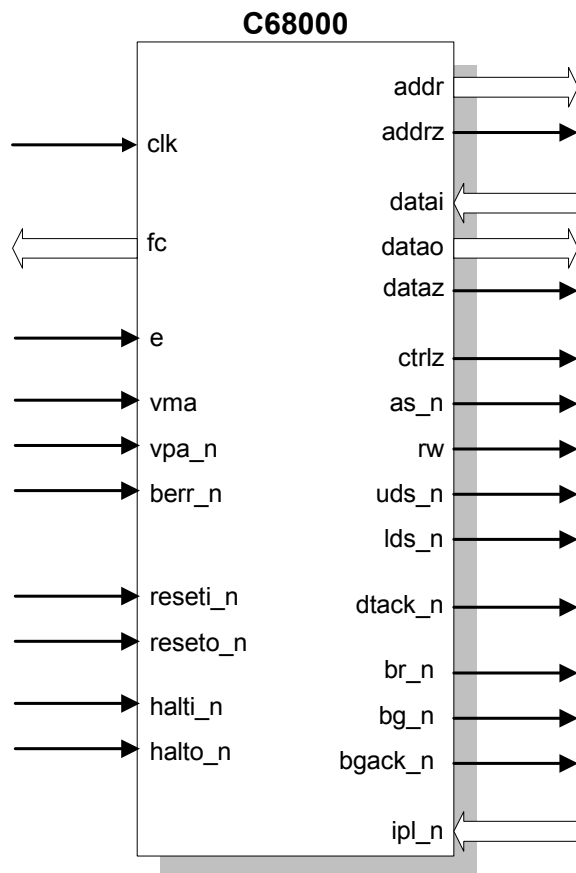 C68000
clk
fc
e
vma
vpa_n
berr_n
reseti_n
reseto_n
halti_n
halto_n
addr
addrz
datai
datao
dataz
ctrlz
as_n
rw
uds_n
lds_n
dtack_n
br_n
bg_n
bgack_n
ipl_n